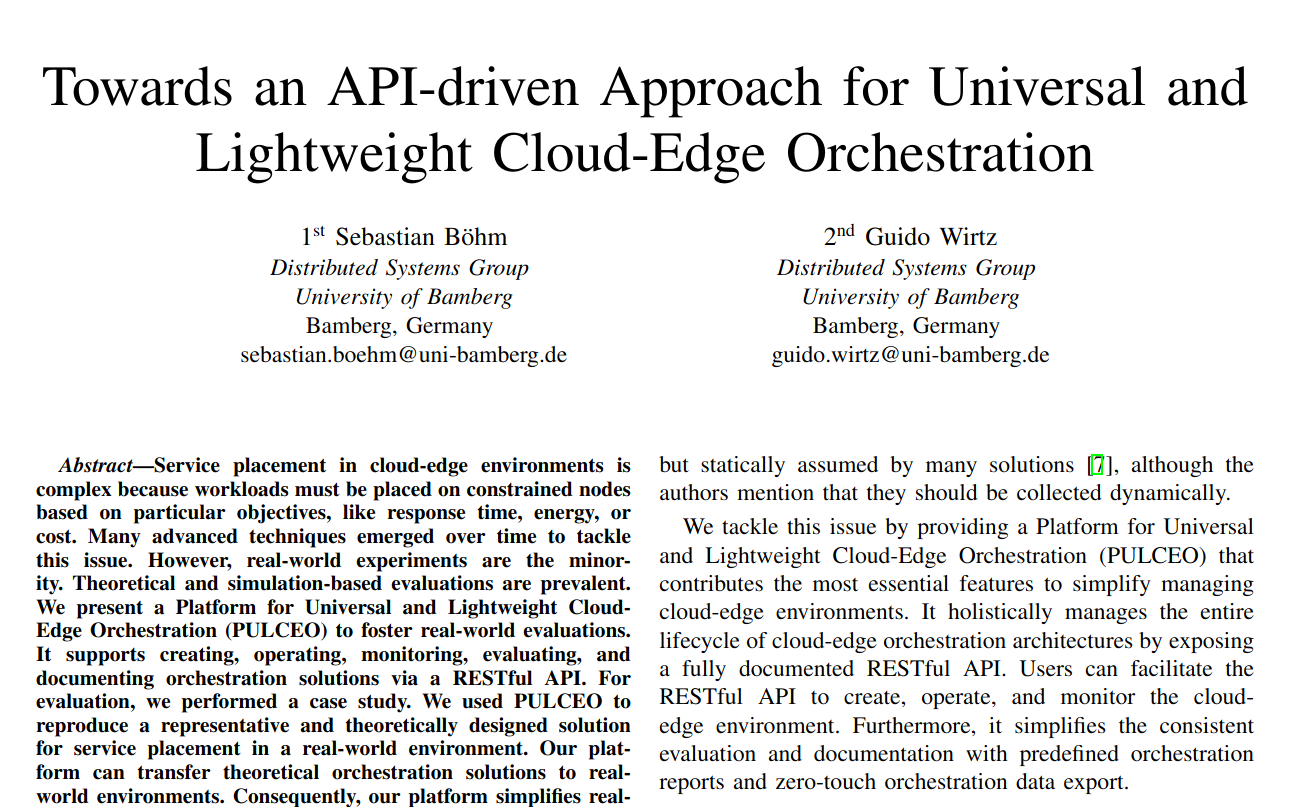 Towards an API-driven Approach for Universal and
Lightweight Cloud-Edge Orchestration
1st Sebastian Böhm
Distributed Systems Group
University of Bamberg
Bamberg, Germany
sebastian.boehm@uni-bamberg.de
2nd Guido Wirtz
Distributed Systems Group
University of Bamberg
Bamberg, Germany
guido.wirtz@uni-bamberg.de
Abstract—Service placement in cloud-edge environments is
complex because workloads must be placed on constrained nodes
based on particular objectives, like response time, energy, or
cost. Many advanced techniques emerged over time to tackle
this issue. However, real-world experiments are the minor-
ity. Theoretical and simulation-based evaluations are prevalent.
We present a Platform for Universal and Lightweight Cloud-
Edge Orchestration (PULCEO) to foster real-world evaluations.
It supports creating, operating, monitoring, evaluating, and
documenting orchestration solutions via a RESTful API. For
evaluation, we performed a case study. We used PULCEO to
reproduce a representative and theoretically designed solution
for service placement in a real-world environment. Our plat-
form can transfer theoretical orchestration solutions to real-
world environments. Consequently, our platform simplifies real-
but statically assumed by many solutions [7], although the
authors mention that they should be collected dynamically.
We tackle this issue by providing a Platform for Universal
and Lightweight Cloud-Edge Orchestration (PULCEO) that
contributes the most essential features to simplify managing
cloud-edge environments. It holistically manages the entire
lifecycle of cloud-edge orchestration architectures by exposing
a fully documented RESTful API. Users can facilitate the
RESTful API to create, operate, and monitor the cloud-
edge environment. Furthermore, it simplifies the consistent
evaluation and documentation with predefined orchestration
reports and zero-touch orchestration data export.